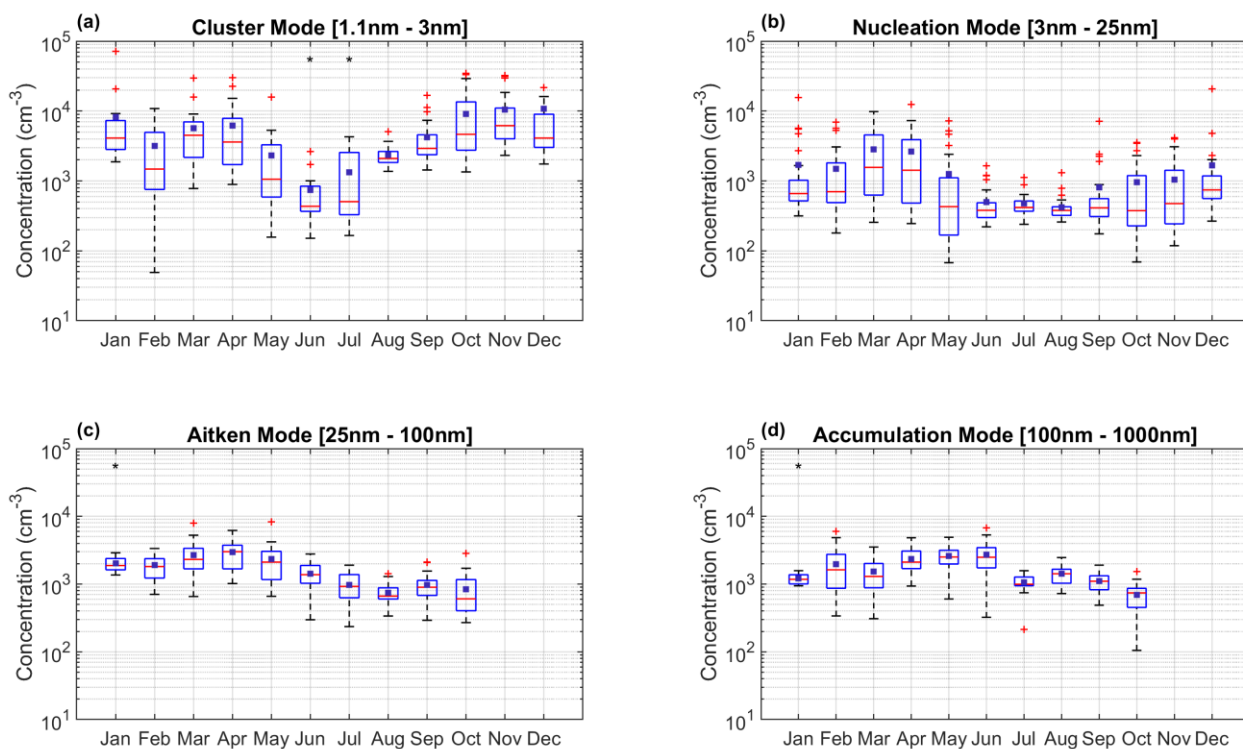 (a)
Cluster Mode [1.1nm - 3nm]
10^5
10^4
10^3
10^2
10^1
Concentration (cm^-3)
* *
Jan Feb Mar Apr May Jun Jul Aug Sep Oct Nov Dec
(b)
Nucleation Mode [3nm - 25nm]
10^5
10^4
10^3
10^2
10^1
Concentration (cm^-3)
Jan Feb Mar Apr May Jun Jul Aug Sep Oct Nov Dec
(c)
Aitken Mode [25nm - 100nm]
10^5
10^4
10^3
10^2
10^1
Concentration (cm^-3)
*
Jan Feb Mar Apr May Jun Jul Aug Sep Oct Nov Dec
(d)
Accumulation Mode [100nm - 1000nm]
10^5
10^4
10^3
10^2
10^1
Concentration (cm^-3)
*
Jan Feb Mar Apr May Jun Jul Aug Sep Oct Nov Dec